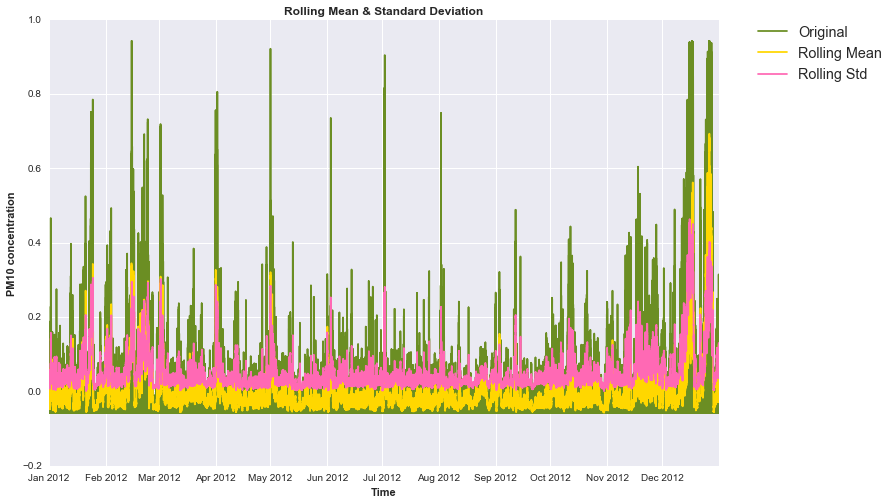 Rolling Mean & Standard Deviation
Original
Rolling Mean
Rolling Std
PM10 concentration
1.0
0.8
0.6
0.4
0.2
0.0
−0.2
Jan 2012 Feb 2012 Mar 2012 Apr 2012 May 2012 Jun 2012 Jul 2012 Aug 2012 Sep 2012 Oct 2012 Nov 2012 Dec 2012
Time